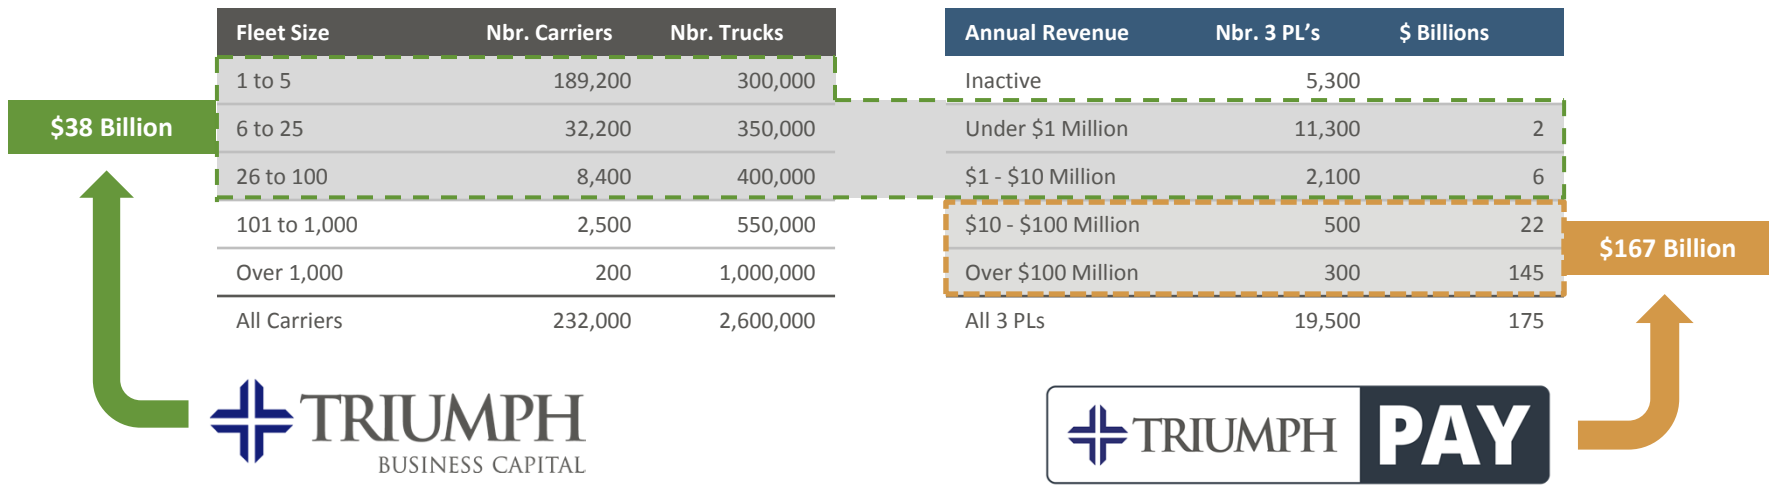 Fleet Size Nbr. Carriers Nbr. Trucks
1 to 5 189,200 300,000
6 to 25 32,200 350,000
26 to 100 8,400 400,000
101 to 1,000 2,500 550,000
Over 1,000 200 1,000,000
All Carriers 232,000 2,600,000
$38 Billion
Annual Revenue Nbr. 3 PL's $ Billions
Inactive 5,300
Under $1 Million 11,300 2
$1 - $10 Million 2,100 6
$10 - $100 Million 500 22
Over $100 Million 300 145
All 3 PLs 19,500 175
$167 Billion
TRIUMPH
BUSINESS CAPITAL
TRIUMPH PAY